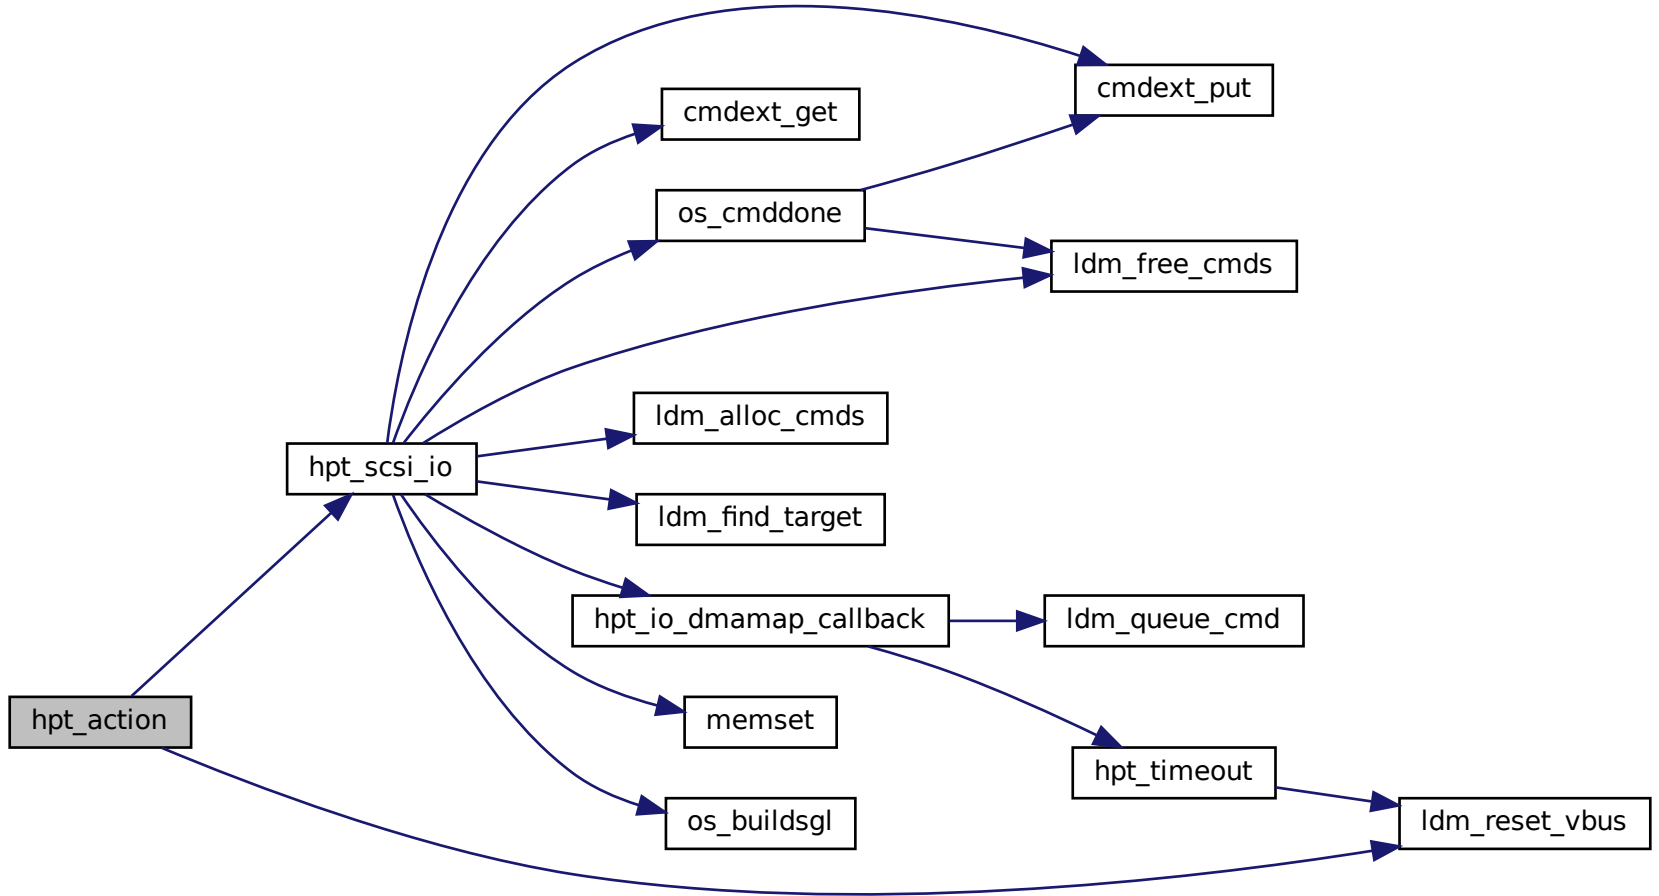 cmdext_put
cmdext_get
os_cmddone
ldm_free_cmds
ldm_alloc_cmds
hpt_scsi_io
ldm_find_target
hpt_io_dmamap_callback
ldm_queue_cmd
hpt_action
memset
hpt_timeout
os_buildsgl
ldm_reset_vbus